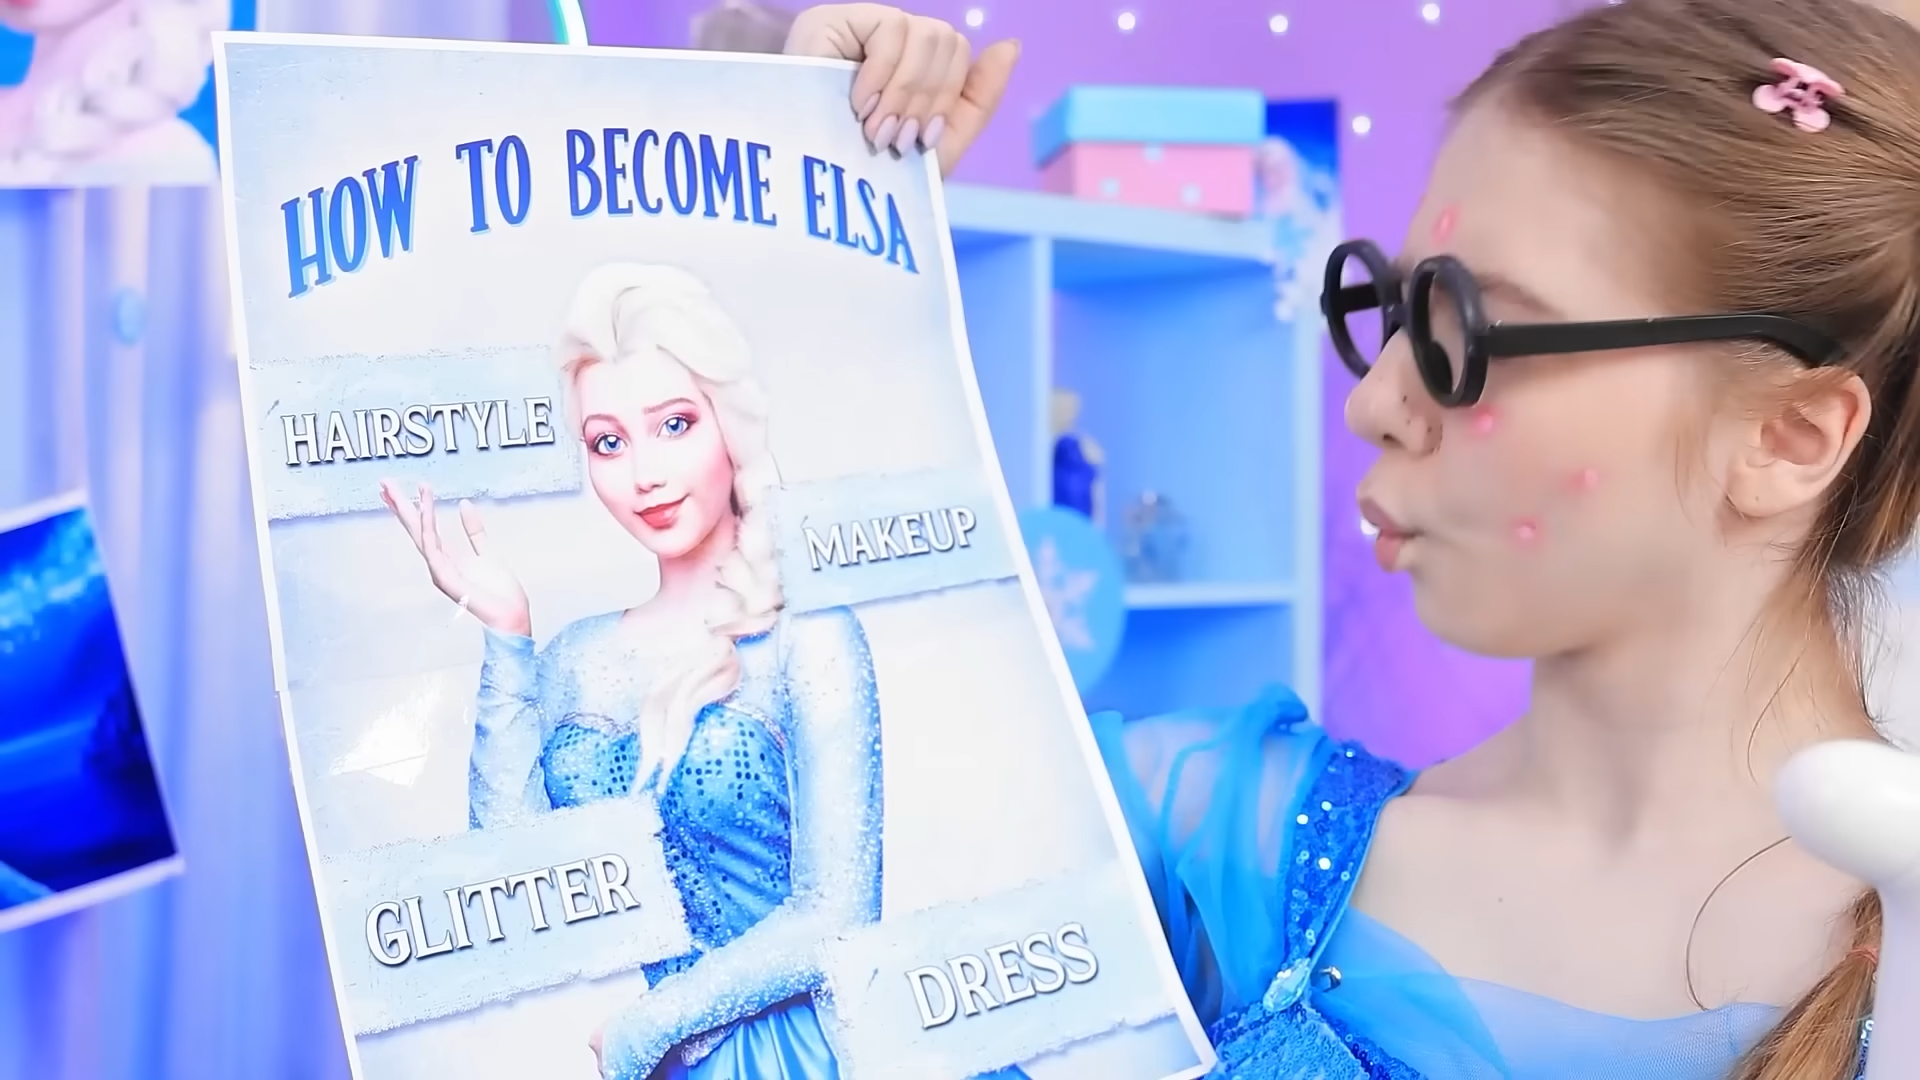 HOW TO BECOME ELSA
HAIRSTYLE
MAKEUP
GLITTER
DRESS